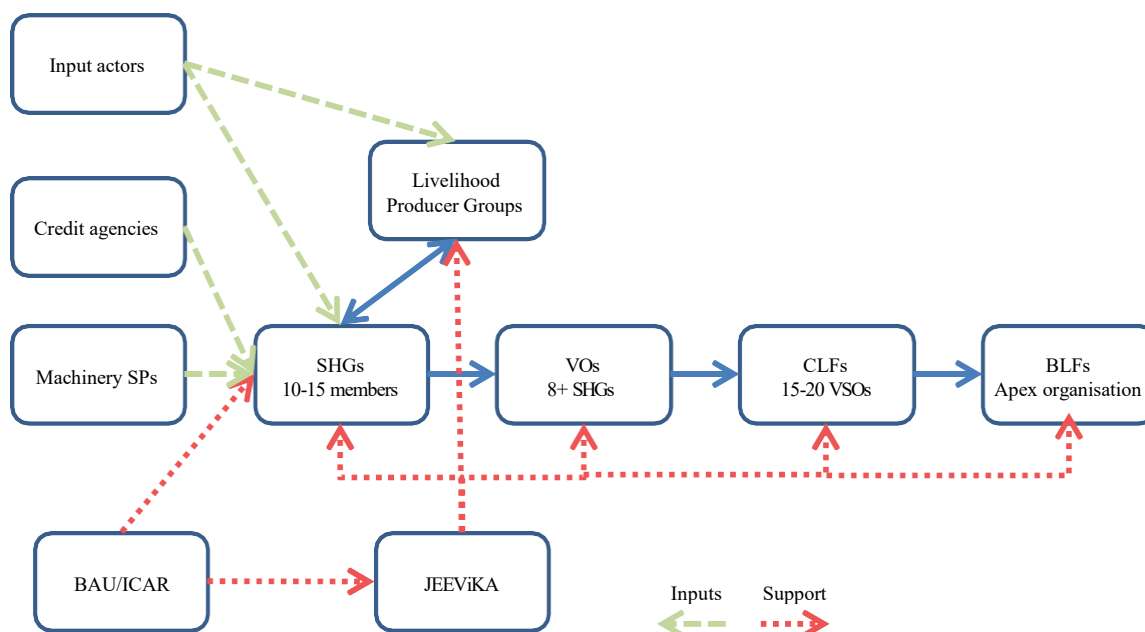 Input actors
Livelihood
Producer Groups
Credit agencies
Machinery SPs
SHGs
10-15 members
VOs
8+ SHGs
CLFs
15-20 VSOs
BLFs
Apex organisation
BAU/ICAR
JEEViKA
Inputs
Support